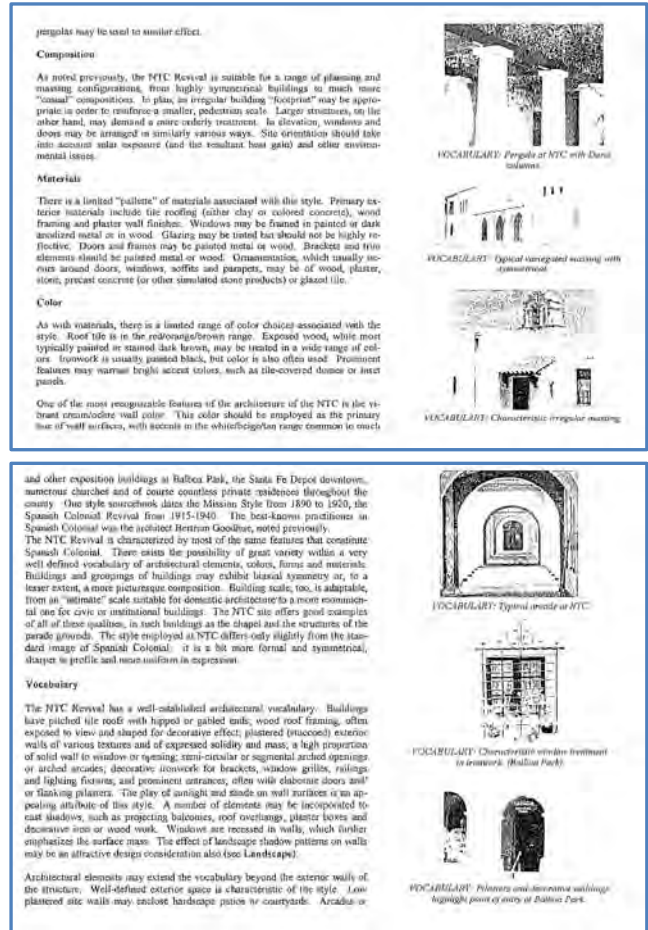 pergolas may be used to similar effect.
Composition
As noted previously, the NTC Revival is suitable for a range of planning and
massing configurations, from highly symmetrical buildings to much more
"casual" compositions. In plan, an irregular building "footprint" may be appro-
priate in order to reinforce a smaller, pedestrian scale. Larger structures, on the
other hand, may demand a more orderly treatment. In elevation, windows and
doors may be arranged in similarly various ways. Site orientation should take
into account solar exposure (and the resultant heat gain) and other environ-
mental issues.
Materials
There is a limited "pallette" of materials associated with this style. Primary ex-
terior materials include tile roofing (either clay or colored concrete), wood
framing and plaster wall finishes. Windows may be framed in painted or dark
anodized metal or in wood. Glazing may be tinted but should not be highly re-
flective. Doors and frames may be painted metal or wood. Brackets and trim
elements should be painted metal or wood. Ornamentation, which usually oc-
curs around doors, windows, soffits and parapets, may be of wood, plaster,
stone, precast concrete (or other simulated stone products) or glazed tile.
Color
As with materials, there is a limited range of color choices associated with the
style. Roof tile is in the red/orange/brown range. Exposed wood, while most
typically painted or stained dark brown, may be treated in a wide range of col-
ors. Ironwork is usually painted black, but color is also often used. Prominent
features may warrant bright accent colors, such as tile-covered domes or inset
panels.
One of the most recognizable features of the architecture of the NTC is the vi-
brant cream/ochre wall color. This color should be employed as the primary
hue of wall surfaces, with accents in the white/beige/tan range common to much
VOCABULARY: Pergola at NTC with Doric
columns.
VOCABULARY: Typical variegated massing with
symmetrical
VOCABULARY: Characteristic irregular massing
and other exposition buildings at Balboa Park, the Santa Fe Depot downtown,
numerous churches and of course countless private residences throughout the
county. One style sourcebook dates the Mission Style from 1890 to 1920, the
Spanish Colonial Revival from 1915-1940. The best-known practitioner in
Spanish Colonial was the architect Bertram Goodhue, noted previously.
The NTC Revival is characterized by most of the same features that constitute
Spanish Colonial. There exists the possibility of great variety within a very
well defined vocabulary of architectural elements, colors, forms and materials.
Buildings and groupings of buildings may exhibit biaxial symmetry or, to a
lesser extent, a more picturesque composition. Building scale, too, is adaptable,
from an "intimate" scale suitable for domestic architecture to a more monumen-
tal one for civic or institutional buildings. The NTC site offers good examples
of all of these qualities, in such buildings as the chapel and the structures of the
parade grounds. The style employed at NTC differs only slightly from the stan-
dard image of Spanish Colonial: it is a bit more formal and symmetrical,
sharper in profile and more uniform in expression.
Vocabulary
The NTC Revival has a well-established architectural vocabulary. Buildings
have pitched tile roofs with hipped or gabled ends; wood roof framing, often
exposed to view and shaped for decorative effect; plastered (stuccoed) exterior
walls of various textures and of expressed solidity and mass; a high proportion
of solid wall to window or opening; semi-circular or segmental arched openings
or arched arcades; decorative ironwork for brackets, window grilles, railings
and lighting fixtures; and prominent entrances, often with elaborate doors and/
or flanking pilasters. The play of sunlight and shade on wall surfaces is an ap-
pealing attribute of this style. A number of elements may be incorporated to
cast shadows, such as projecting balconies, roof overhangs, planter boxes and
decorative iron or wood work. Windows are recessed in walls, which further
emphasizes the surface mass. The effect of landscape shadow patterns on walls
may be an attractive design consideration also (see Landscape).
Architectural elements may extend the vocabulary beyond the exterior walls of
the structure. Well-defined exterior space is characteristic of the style. Low
plastered site walls may enclose hardscape patios or courtyards. Arcades or
VOCABULARY: Typical arcade at NTC.
VOCABULARY: Characteristic window treatment
in ironwork. (Balboa Park).
VOCABULARY: Pilasters and decorative moldings
highlight point of entry at Balboa Park.